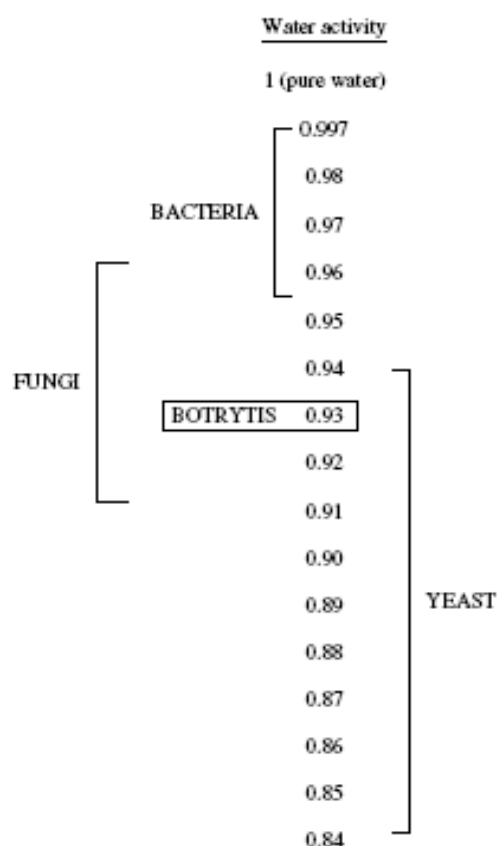 Water activity
1 (pure water)
0.997
0.98
BACTERIA 0.97
0.96
0.95
0.94
FUNGI
BOTRYTIS 0.93
0.92
0.91
0.90
0.89 YEAST
0.88
0.87
0.86
0.85
0.84